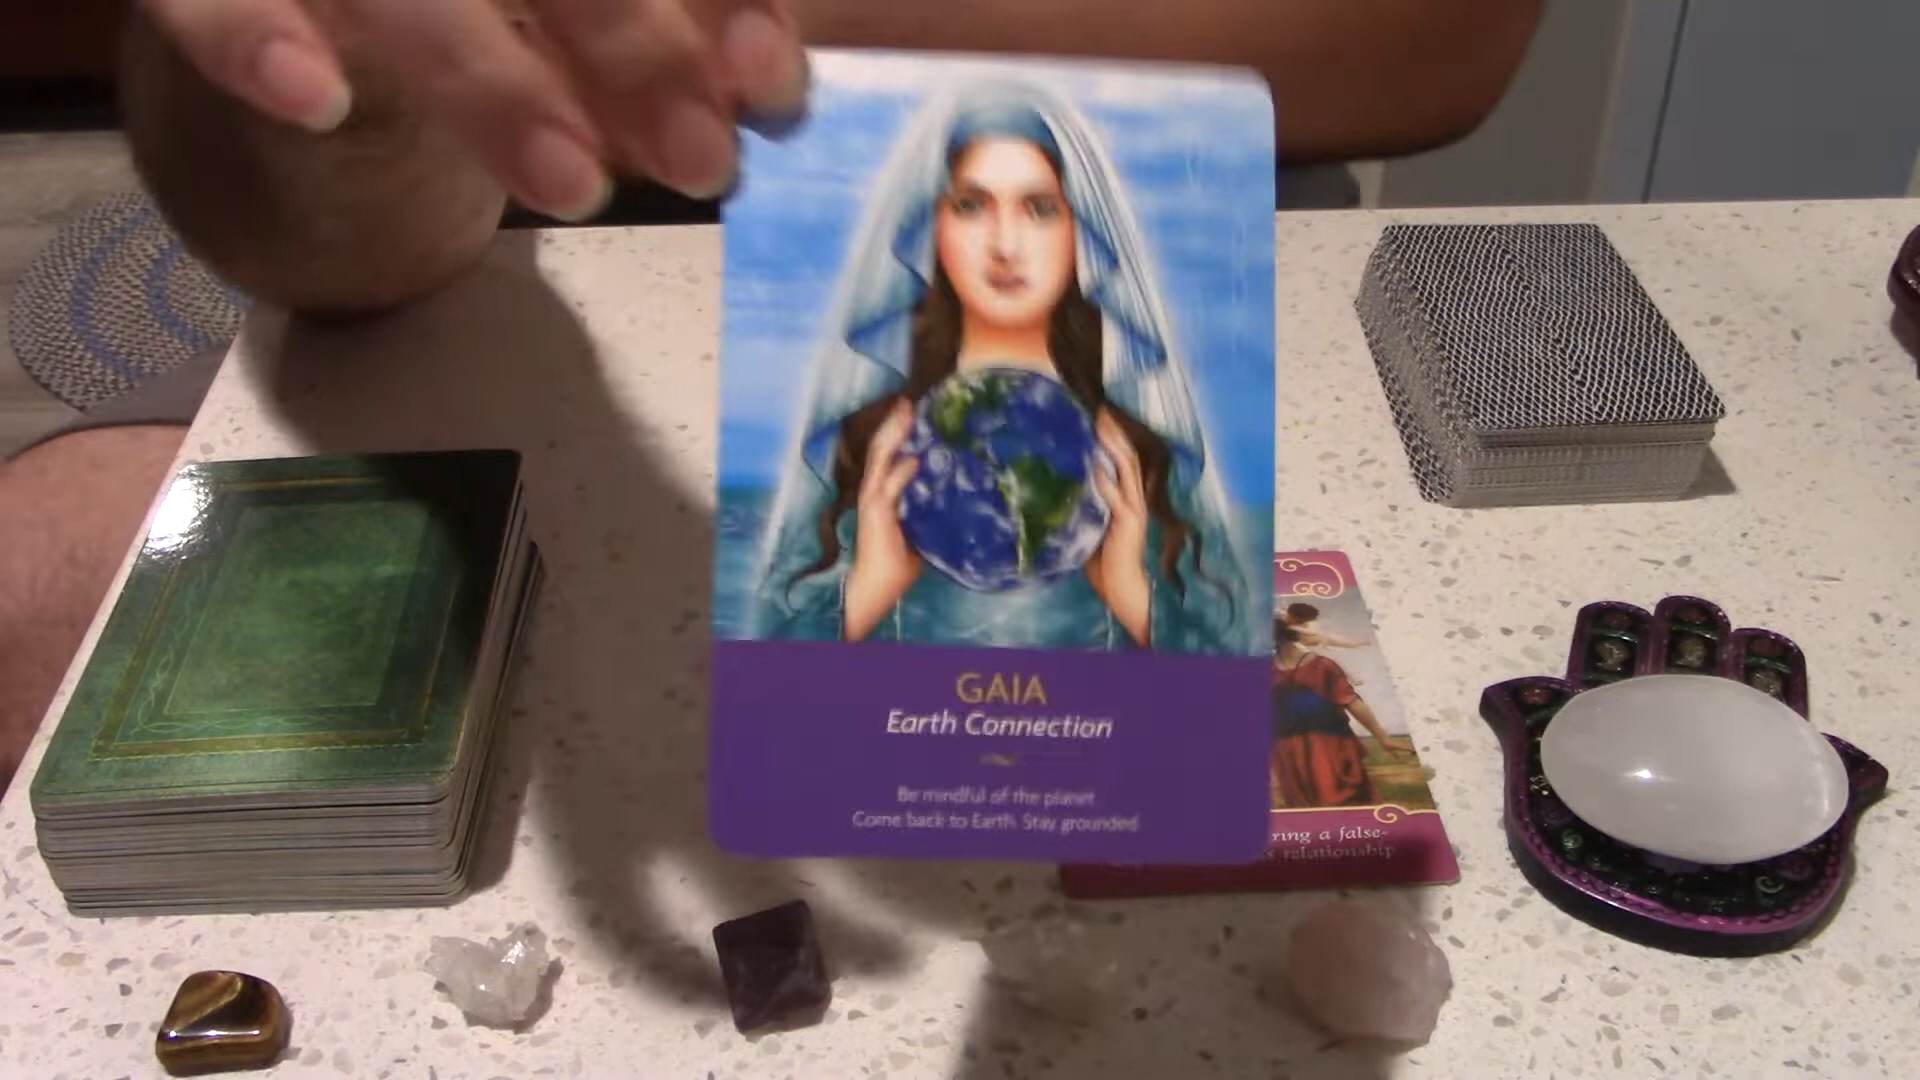 GAIA
Earth Connection
Be mindful of the planet
Come back to Earth. Stay grounded
ring a false-
s relationship